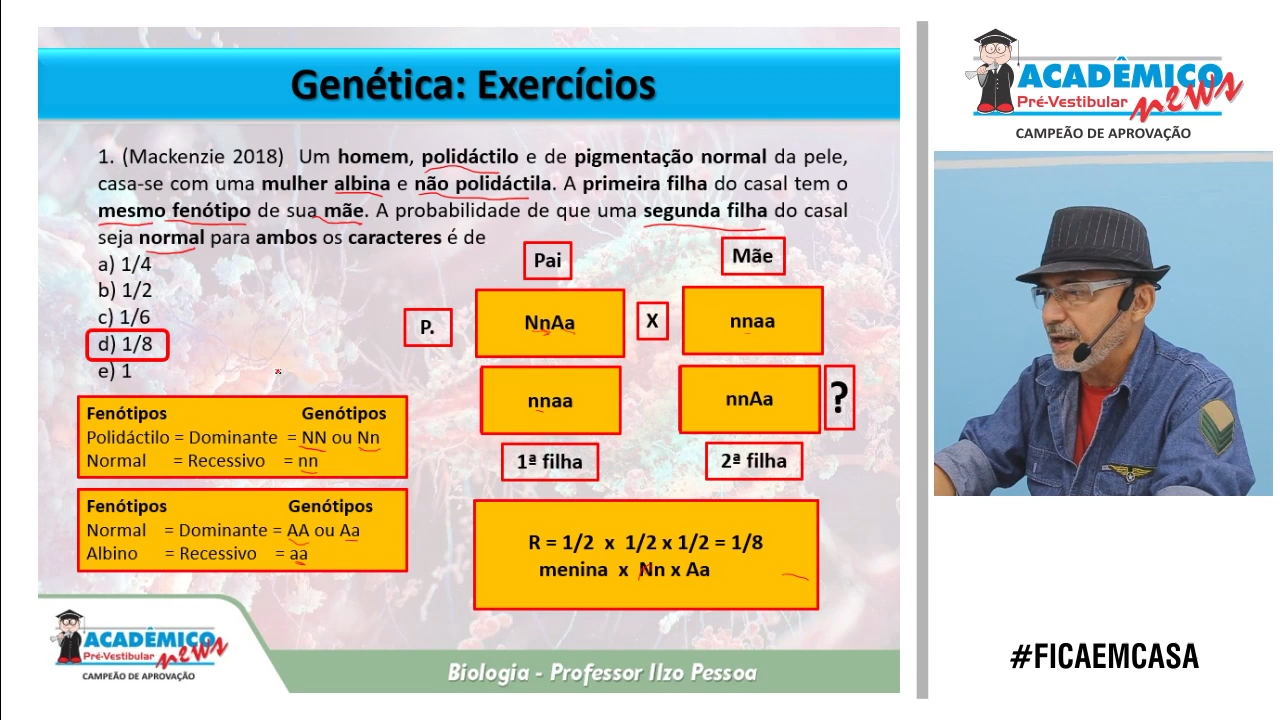 Genética: Exercícios
1. (Mackenzie 2018) Um homem, polidáctilo e de pigmentação normal da pele,
casa-se com uma mulher albina e não polidáctila. A primeira filha do casal tem o
mesmo fenótipo de sua mãe. A probabilidade de que uma segunda filha do casal
seja normal para ambos os caracteres é de
a) 1/4
b) 1/2
c) 1/6
d) 1/8
e) 1
Pai
Mãe
P.
NnAa
X
nnaa
nnaa
nnAa
?
1ª filha
2ª filha
Fenótipos Genótipos
Polidáctilo = Dominante = NN ou Nn
Normal = Recessivo = nn
Fenótipos Genótipos
Normal = Dominante = AA ou Aa
Albino = Recessivo = aa
R = 1/2 x 1/2 x 1/2 = 1/8
menina x Nn x Aa
ACADÊMICO
Pré-Vestibular news
CAMPEÃO DE APROVAÇÃO
Biologia - Professor Ilzo Pessoa
ACADÊMICO
Pré-Vestibular news
CAMPEÃO DE APROVAÇÃO
#FICAEMCASA